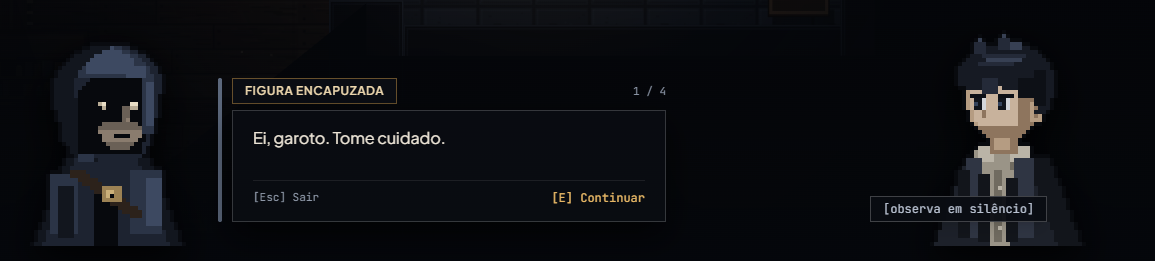 FIGURA ENCAPUZADA
1 / 4
Ei, garoto. Tome cuidado.
[Esc] Sair
[E] Continuar
[observa em silêncio]